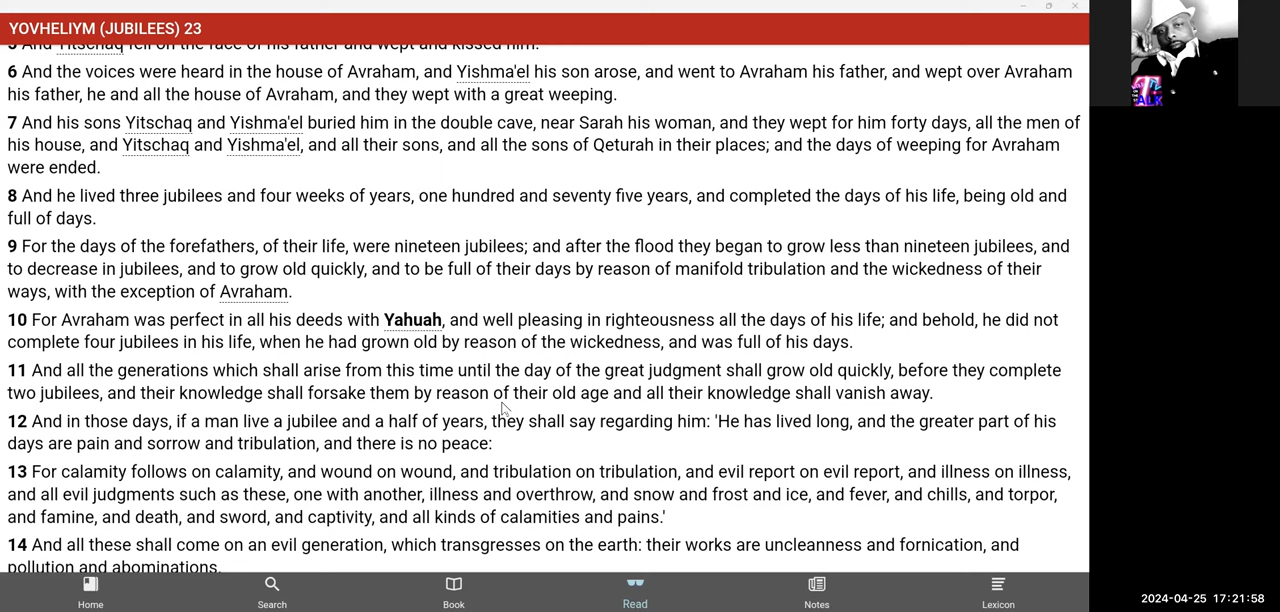 YOVHELIYM (JUBILEES) 23
5 And Yitschaq fell on the face of his father and wept and kissed him.
6 And the voices were heard in the house of Avraham, and Yishma'el his son arose, and went to Avraham his father, and wept over Avraham
his father, he and all the house of Avraham, and they wept with a great weeping.
7 And his sons Yitschaq and Yishma'el buried him in the double cave, near Sarah his woman, and they wept for him forty days, all the men of
his house, and Yitschaq and Yishma'el, and all their sons, and all the sons of Qeturah in their places; and the days of weeping for Avraham
were ended.
8 And he lived three jubilees and four weeks of years, one hundred and seventy five years, and completed the days of his life, being old and
full of days.
9 For the days of the forefathers, of their life, were nineteen jubilees; and after the flood they began to grow less than nineteen jubilees, and
to decrease in jubilees, and to grow old quickly, and to be full of their days by reason of manifold tribulation and the wickedness of their
ways, with the exception of Avraham.
10 For Avraham was perfect in all his deeds with Yahuah, and well pleasing in righteousness all the days of his life; and behold, he did not
complete four jubilees in his life, when he had grown old by reason of the wickedness, and was full of his days.
11 And all the generations which shall arise from this time until the day of the great judgment shall grow old quickly, before they complete
two jubilees, and their knowledge shall forsake them by reason of their old age and all their knowledge shall vanish away.
12 And in those days, if a man live a jubilee and a half of years, they shall say regarding him: 'He has lived long, and the greater part of his
days are pain and sorrow and tribulation, and there is no peace:
13 For calamity follows on calamity, and wound on wound, and tribulation on tribulation, and evil report on evil report, and illness on illness,
and all evil judgments such as these, one with another, illness and overthrow, and snow and frost and ice, and fever, and chills, and torpor,
and famine, and death, and sword, and captivity, and all kinds of calamities and pains.'
14 And all these shall come on an evil generation, which transgresses on the earth: their works are uncleanness and fornication, and
pollution and abominations.
Home Search Book Read Notes Lexicon
2024-04-25 17:21:58